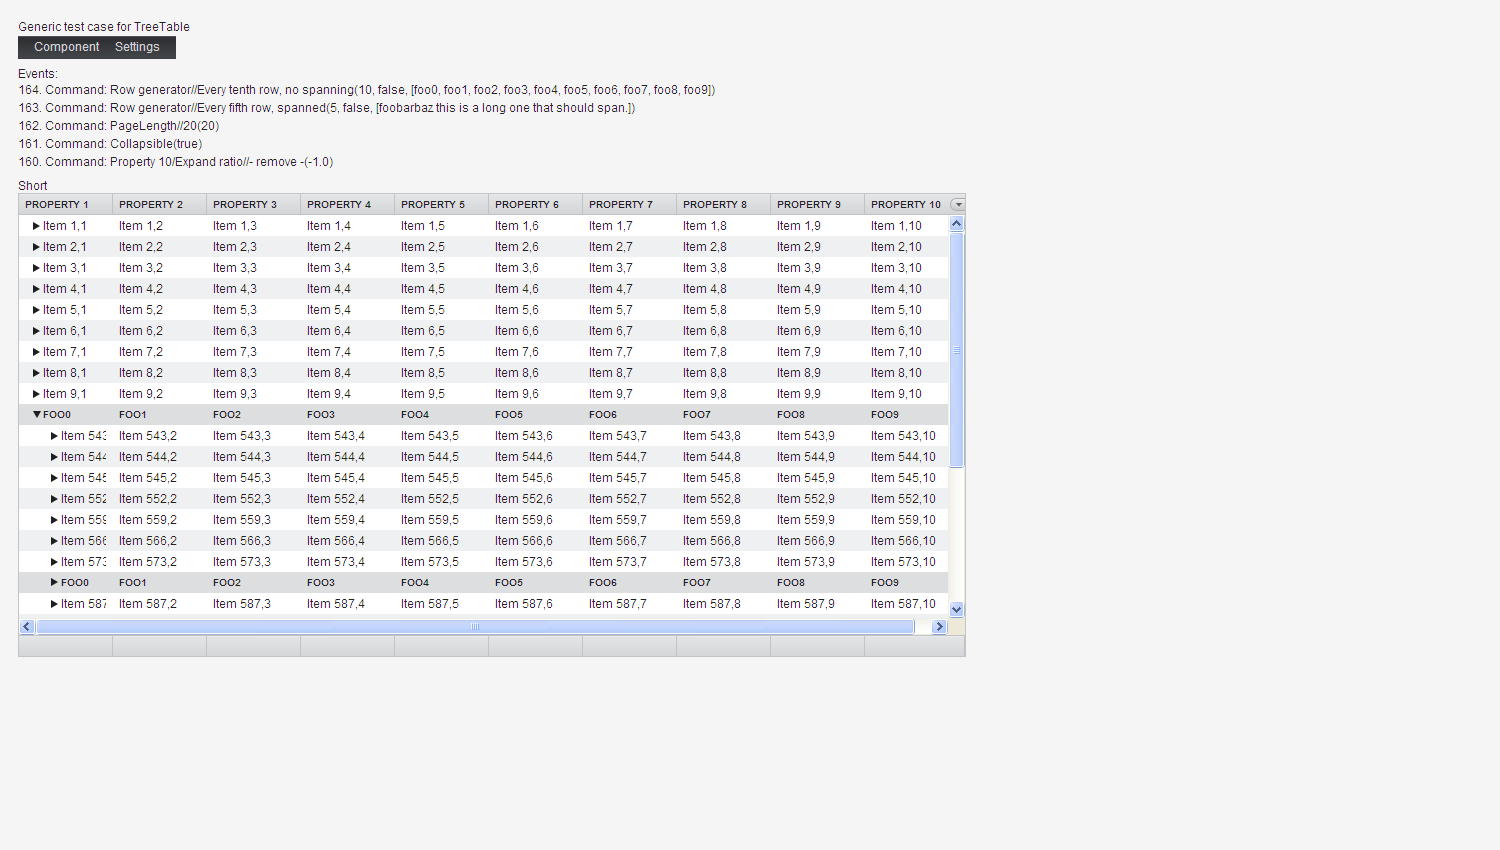 Generic test case for TreeTable
Component Settings
Events:
164. Command: Row generator//Every tenth row, no spanning(10, false, [foo0, foo1, foo2, foo3, foo4, foo5, foo6, foo7, foo8, foo9])
163. Command: Row generator//Every fifth row, spanned(5, false, [foobarbaz this is a long one that should span.])
162. Command: PageLength//20(20)
161. Command: Collapsible(true)
160. Command: Property 10/Expand ratio//- remove -(-1.0)
Short
PROPERTY 1 PROPERTY 2 PROPERTY 3 PROPERTY 4 PROPERTY 5 PROPERTY 6 PROPERTY 7 PROPERTY 8 PROPERTY 9 PROPERTY 10
Item 1,1 Item 1,2 Item 1,3 Item 1,4 Item 1,5 Item 1,6 Item 1,7 Item 1,8 Item 1,9 Item 1,10
Item 2,1 Item 2,2 Item 2,3 Item 2,4 Item 2,5 Item 2,6 Item 2,7 Item 2,8 Item 2,9 Item 2,10
Item 3,1 Item 3,2 Item 3,3 Item 3,4 Item 3,5 Item 3,6 Item 3,7 Item 3,8 Item 3,9 Item 3,10
Item 4,1 Item 4,2 Item 4,3 Item 4,4 Item 4,5 Item 4,6 Item 4,7 Item 4,8 Item 4,9 Item 4,10
Item 5,1 Item 5,2 Item 5,3 Item 5,4 Item 5,5 Item 5,6 Item 5,7 Item 5,8 Item 5,9 Item 5,10
Item 6,1 Item 6,2 Item 6,3 Item 6,4 Item 6,5 Item 6,6 Item 6,7 Item 6,8 Item 6,9 Item 6,10
Item 7,1 Item 7,2 Item 7,3 Item 7,4 Item 7,5 Item 7,6 Item 7,7 Item 7,8 Item 7,9 Item 7,10
Item 8,1 Item 8,2 Item 8,3 Item 8,4 Item 8,5 Item 8,6 Item 8,7 Item 8,8 Item 8,9 Item 8,10
Item 9,1 Item 9,2 Item 9,3 Item 9,4 Item 9,5 Item 9,6 Item 9,7 Item 9,8 Item 9,9 Item 9,10
FOO0 FOO1 FOO2 FOO3 FOO4 FOO5 FOO6 FOO7 FOO8 FOO9
Item 543 Item 543,2 Item 543,3 Item 543,4 Item 543,5 Item 543,6 Item 543,7 Item 543,8 Item 543,9 Item 543,10
Item 544 Item 544,2 Item 544,3 Item 544,4 Item 544,5 Item 544,6 Item 544,7 Item 544,8 Item 544,9 Item 544,10
Item 545 Item 545,2 Item 545,3 Item 545,4 Item 545,5 Item 545,6 Item 545,7 Item 545,8 Item 545,9 Item 545,10
Item 552 Item 552,2 Item 552,3 Item 552,4 Item 552,5 Item 552,6 Item 552,7 Item 552,8 Item 552,9 Item 552,10
Item 559 Item 559,2 Item 559,3 Item 559,4 Item 559,5 Item 559,6 Item 559,7 Item 559,8 Item 559,9 Item 559,10
Item 566 Item 566,2 Item 566,3 Item 566,4 Item 566,5 Item 566,6 Item 566,7 Item 566,8 Item 566,9 Item 566,10
Item 573 Item 573,2 Item 573,3 Item 573,4 Item 573,5 Item 573,6 Item 573,7 Item 573,8 Item 573,9 Item 573,10
FOO0 FOO1 FOO2 FOO3 FOO4 FOO5 FOO6 FOO7 FOO8 FOO9
Item 587 Item 587,2 Item 587,3 Item 587,4 Item 587,5 Item 587,6 Item 587,7 Item 587,8 Item 587,9 Item 587,10